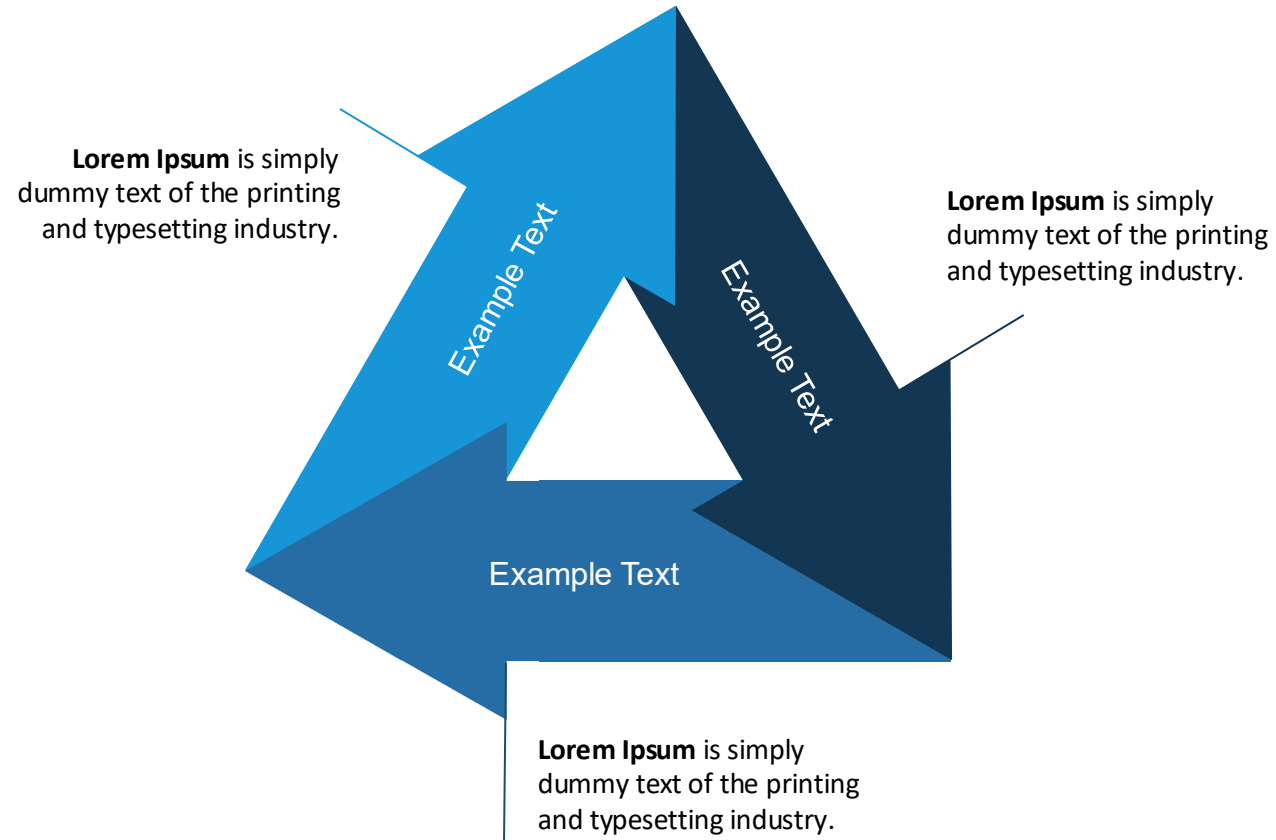 Lorem Ipsum is simply
dummy text of the printing
and typesetting industry.
Example Text
Example Text
Lorem Ipsum is simply
dummy text of the printing
and typesetting industry.
Example Text
Lorem Ipsum is simply
dummy text of the printing
and typesetting industry.